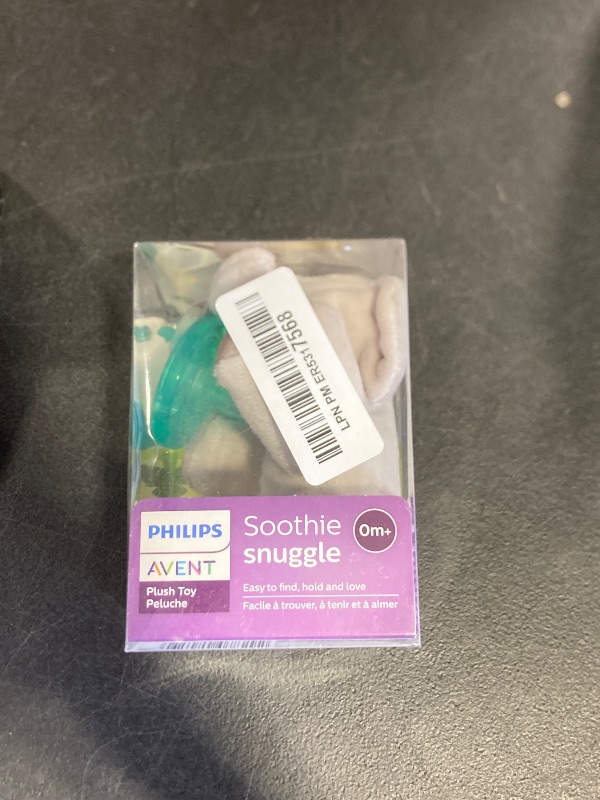 LPN PM ER5317568
PHILIPS
AVENT
Plush Toy
Peluche
Soothie
snuggle
0m+
Easy to find, hold and love
Facile à trouver, à tenir et à aimer